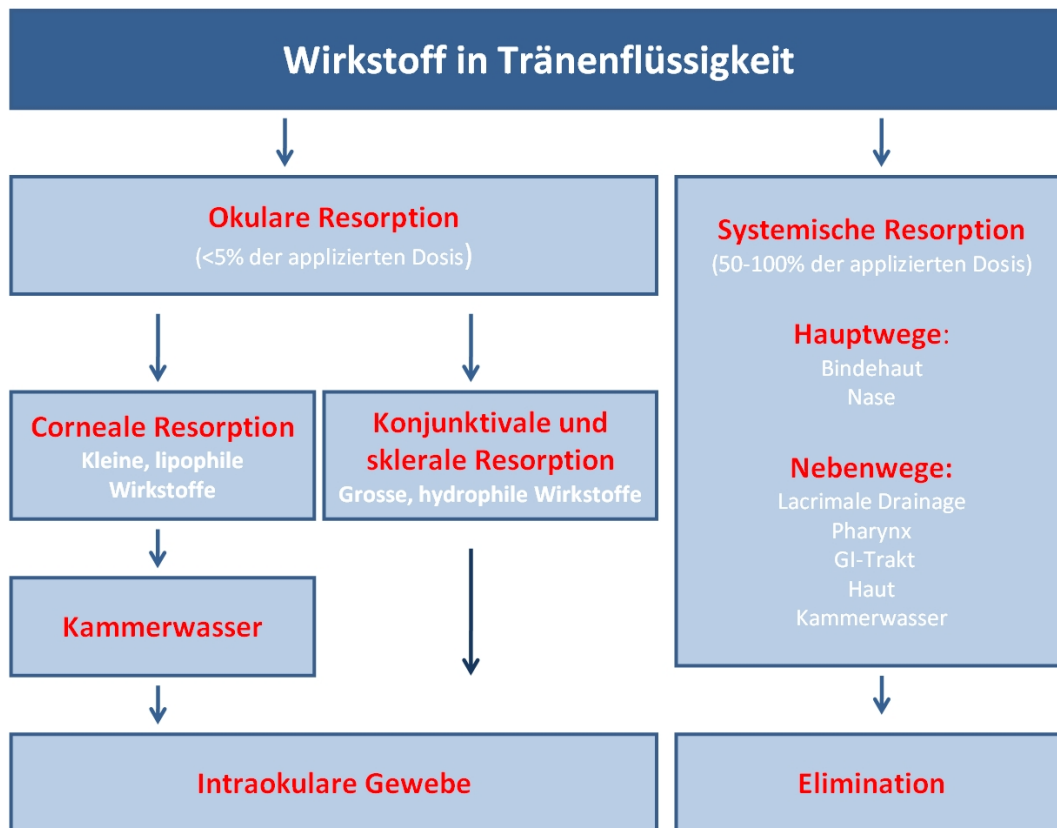 Wirkstoff in Tränenflüssigkeit
Okulare Resorption
(<5% der applizierten Dosis)
Corneale Resorption
Kleine, lipophile
Wirkstoffe
Konjunktivale und
sklerale Resorption
Grosse, hydrophile Wirkstoffe
Kammerwasser
Intraokulare Gewebe
Systemische Resorption
(50-100% der applizierten Dosis)
Hauptwege:
Bindehaut
Nase
Nebenwege:
Lacrimale Drainage
Pharynx
GI-Trakt
Haut
Kammerwasser
Elimination